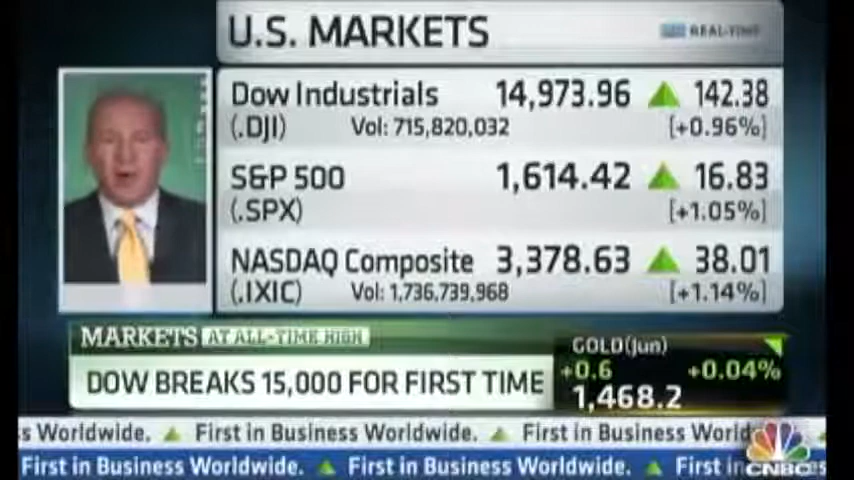 U.S. MARKETS
REAL-TIME
Dow Industrials 14,973.96 142.38
(.DJI) Vol: 715,820,032 [+0.96%]
S&P 500 1,614.42 16.83
(.SPX) [+1.05%]
NASDAQ Composite 3,378.63 38.01
(.IXIC) Vol: 1,736,739,968 [+1.14%]
MARKETS AT ALL-TIME HIGH
DOW BREAKS 15,000 FOR FIRST TIME
GOLD(Jun)
+0.6 +0.04%
1,468.2
s Worldwide. First in Business Worldwide. First in Business World
First in Business Worldwide. First in Business Worldwide. First in
CNBC